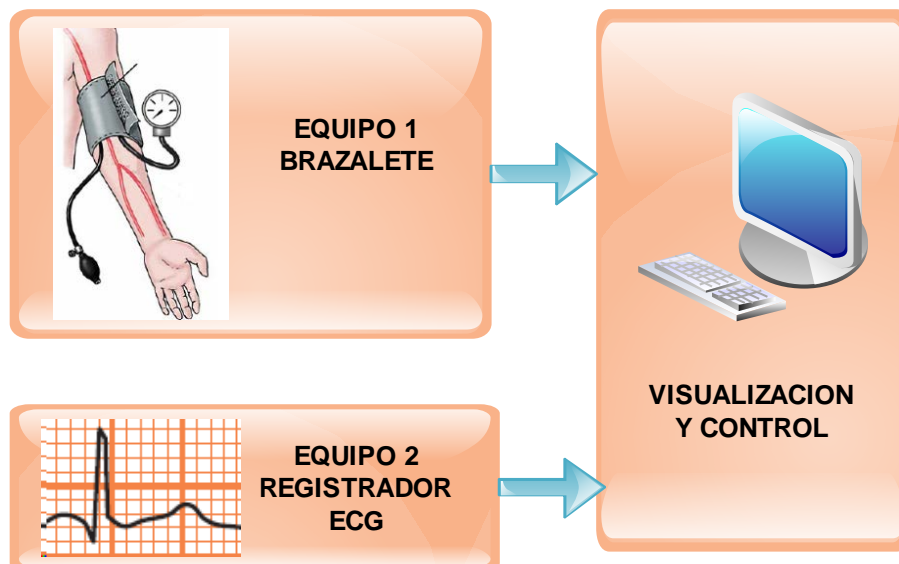 EQUIPO 1
BRAZALETE
VISUALIZACION
Y CONTROL
EQUIPO 2
REGISTRADOR
ECG